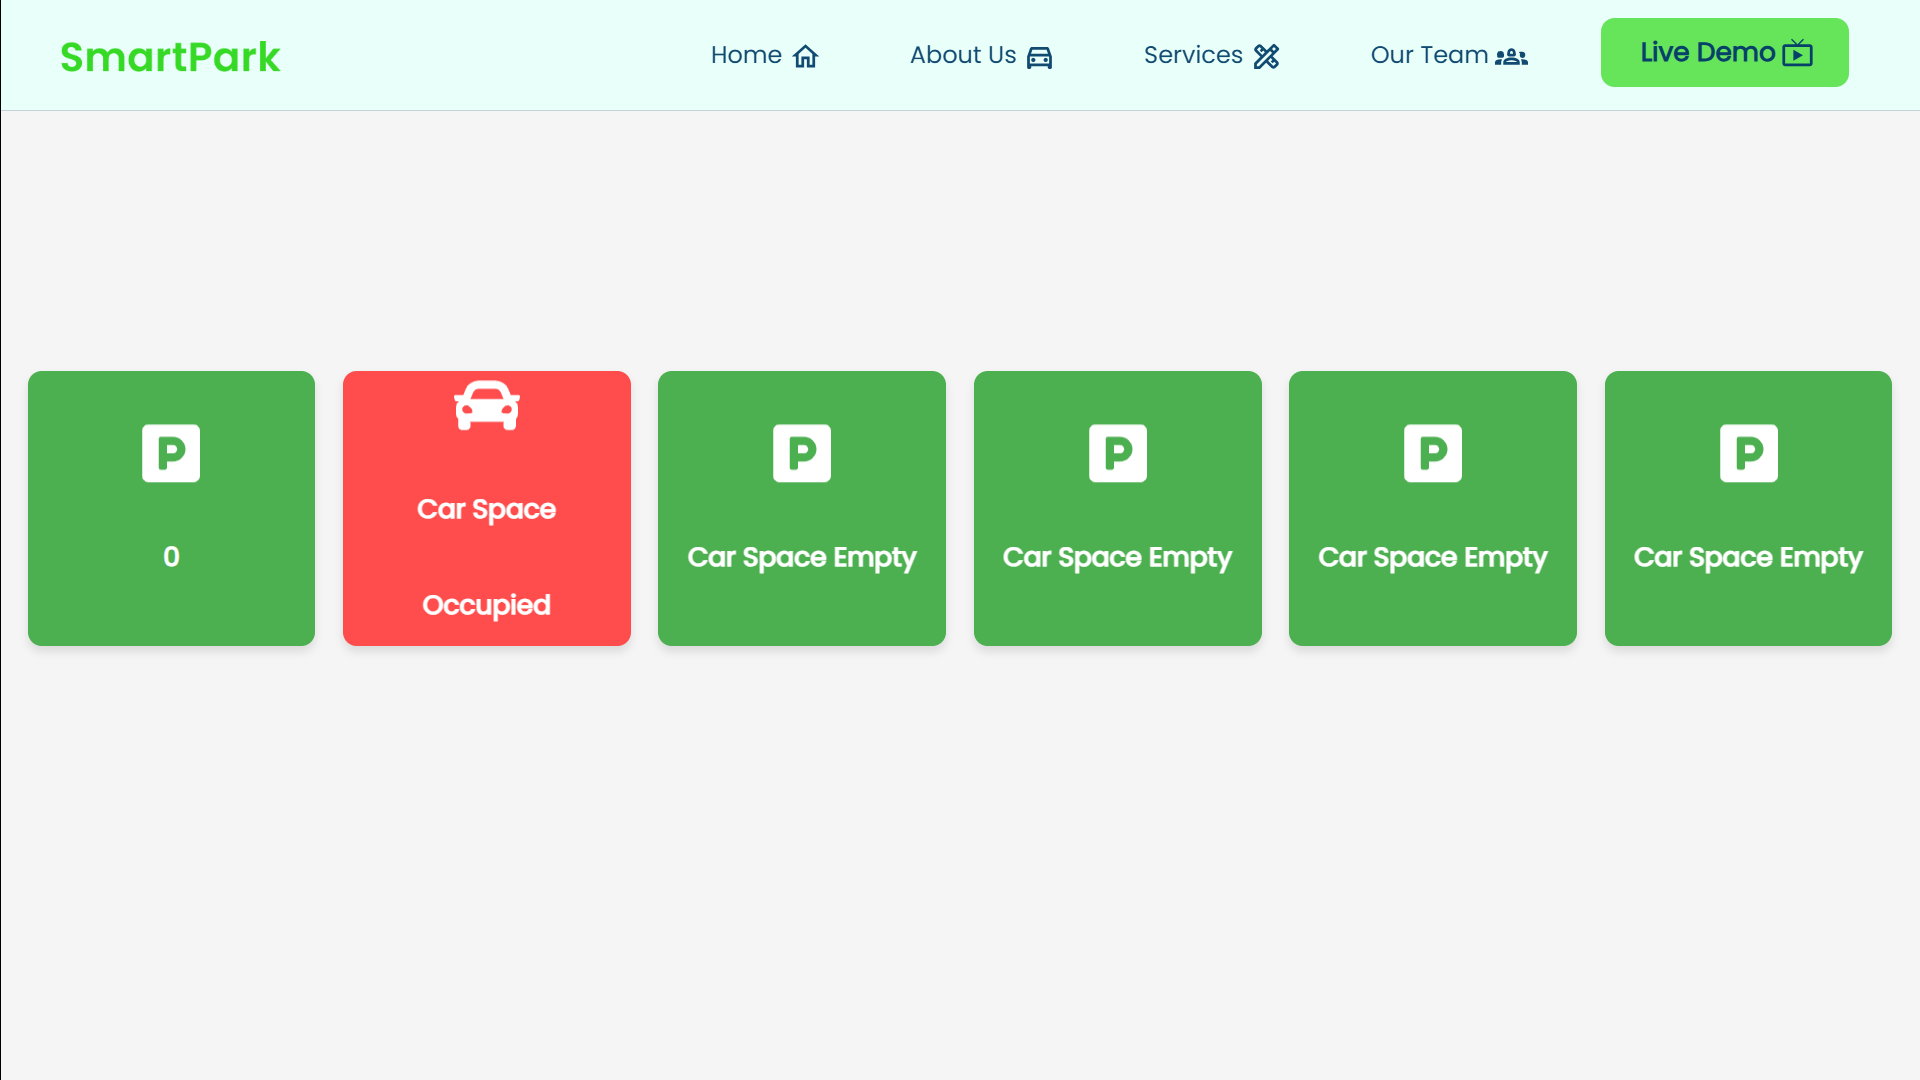 SmartPark
Home
About Us
Services
Our Team
Live Demo
P
0
Car Space
Occupied
P
Car Space Empty
P
Car Space Empty
P
Car Space Empty
P
Car Space Empty